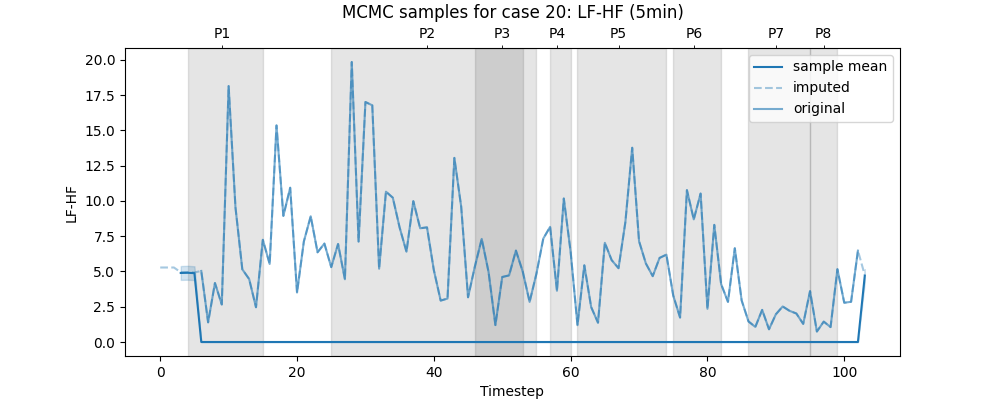 MCMC samples for case 20: LF-HF (5min)
P1 P2 P3 P4 P5 P6 P7 P8
20.0
17.5
15.0
12.5
10.0
7.5
5.0
2.5
0.0
LF-HF
sample mean
imputed
original
0 20 40 60 80 100
Timestep